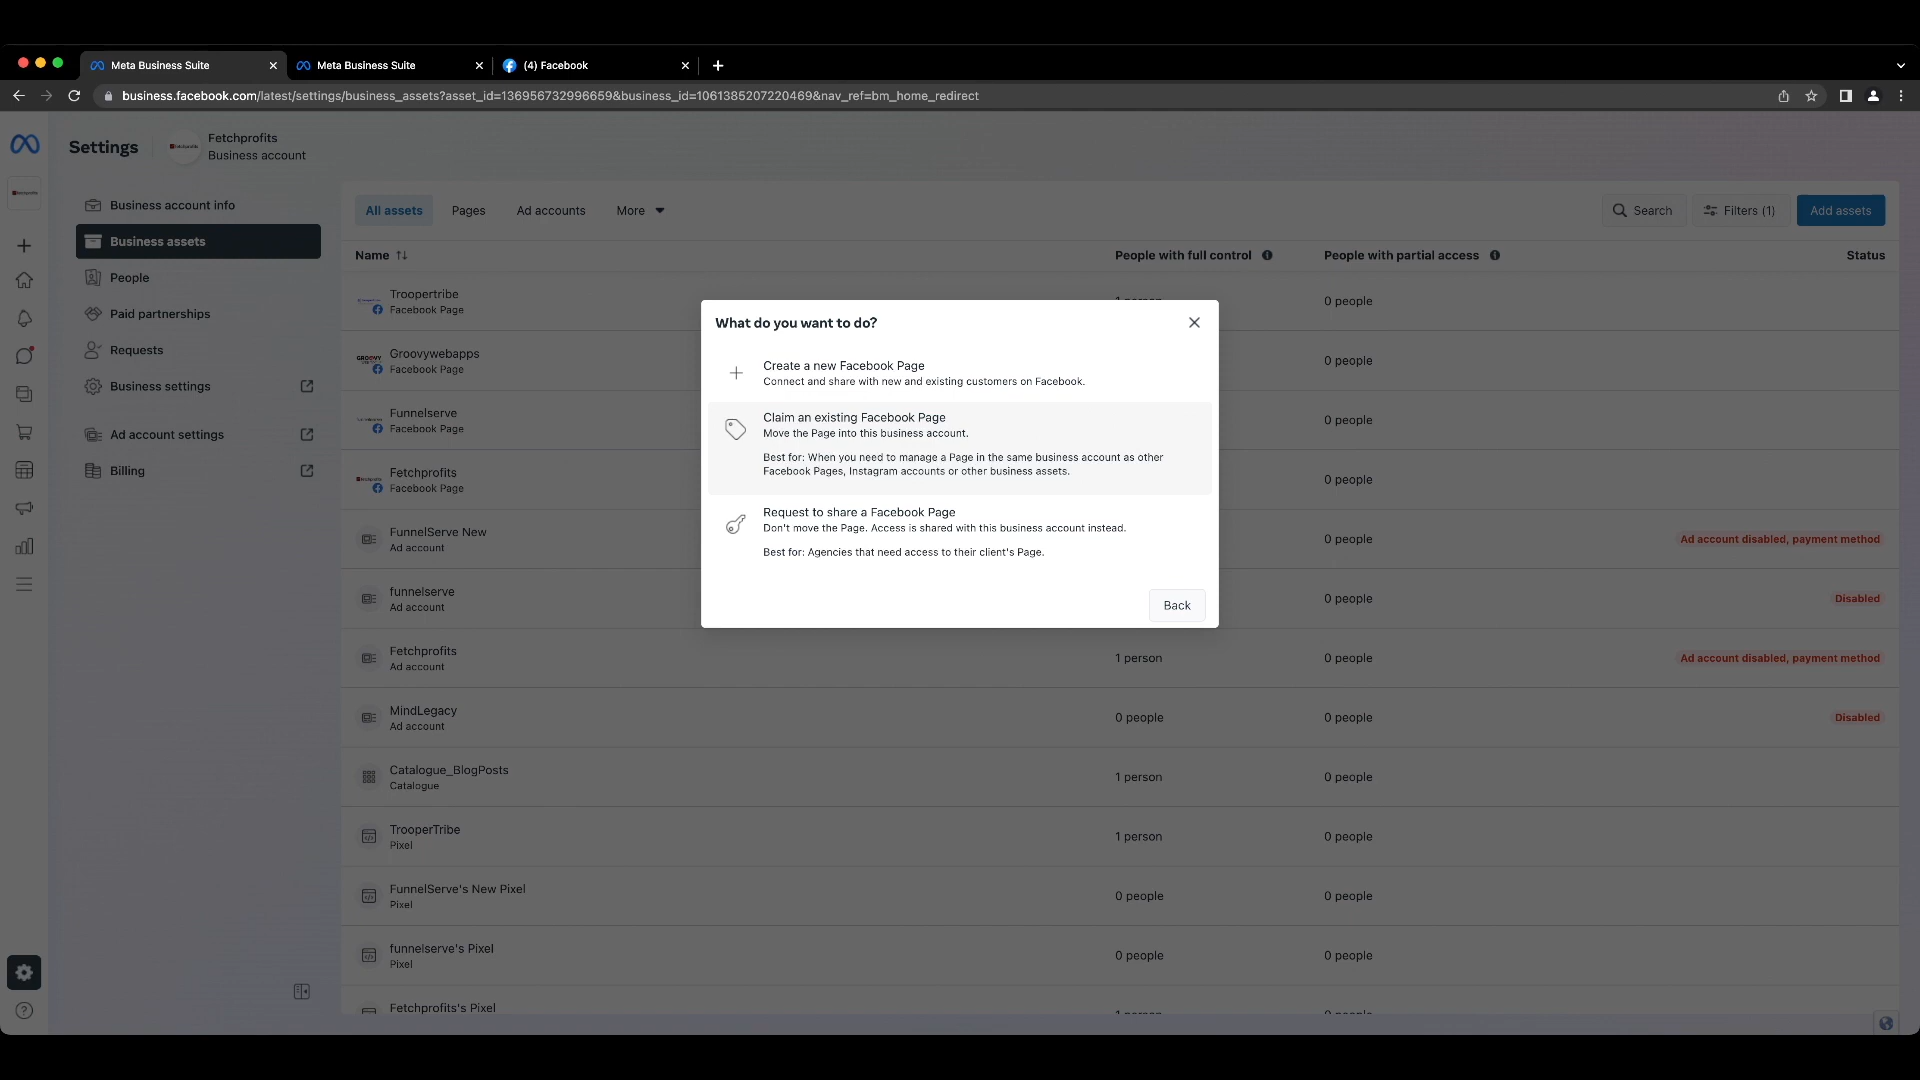 Meta Business Suite
Meta Business Suite
(4) Facebook
business.facebook.com/latest/settings/business_assets?asset_id=136956732996659&business_id=1061385207220469&nav_ref=bm_home_redirect
Settings
Fetchprofits
Business account
Business account info
Business assets
People
Paid partnerships
Requests
Business settings
Ad account settings
Billing
All assets
Pages
Ad accounts
More
Search
Filters (1)
Add assets
Name
People with full control
People with partial access
Status
Troopertribe
Facebook Page
1 person
0 people
Groovywebapps
Facebook Page
0 people
Funnelserve
Facebook Page
0 people
Fetchprofits
Facebook Page
0 people
FunnelServe New
Ad account
0 people
Ad account disabled, payment method
funnelserve
Ad account
0 people
Disabled
Fetchprofits
Ad account
1 person
0 people
Ad account disabled, payment method
MindLegacy
Ad account
0 people
0 people
Disabled
Catalogue_BlogPosts
Catalogue
1 person
0 people
TrooperTribe
Pixel
1 person
0 people
FunnelServe's New Pixel
Pixel
0 people
0 people
funnelserve's Pixel
Pixel
0 people
0 people
Fetchprofits's Pixel
What do you want to do?
Create a new Facebook Page
Connect and share with new and existing customers on Facebook.
Claim an existing Facebook Page
Move the Page into this business account.
Best for: When you need to manage a Page in the same business account as other
Facebook Pages, Instagram accounts or other business assets.
Request to share a Facebook Page
Don't move the Page. Access is shared with this business account instead.
Best for: Agencies that need access to their client's Page.
Back